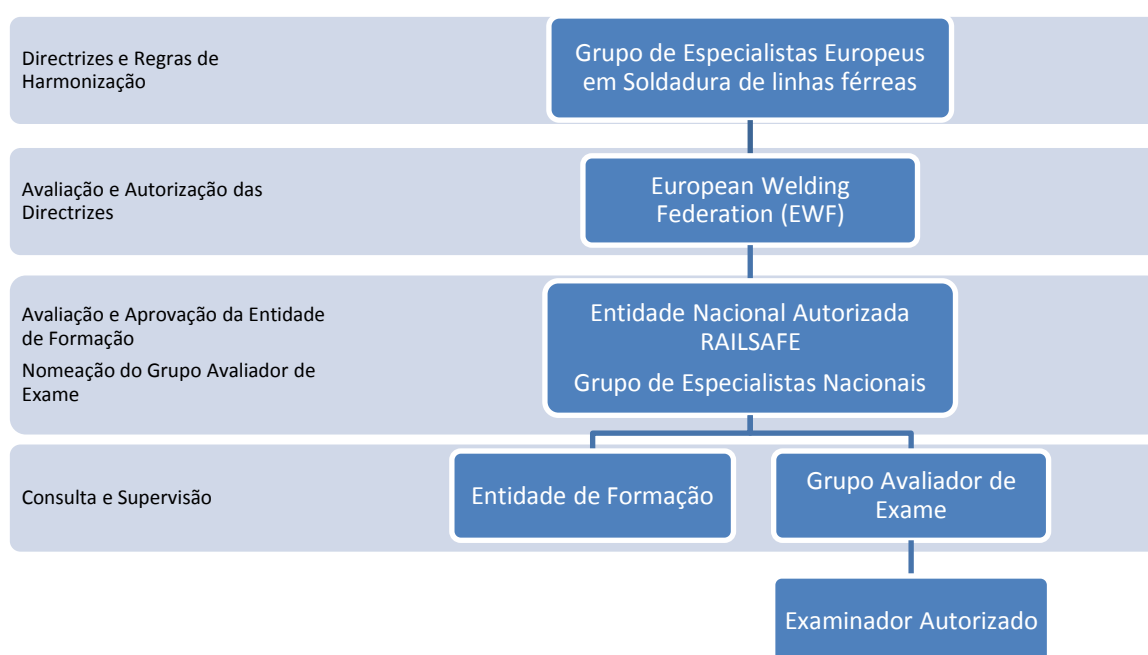 Directrizes e Regras de
Harmonização
Grupo de Especialistas Europeus
em Soldadura de linhas férreas
Avaliação e Autorização das
Directrizes
European Welding
Federation (EWF)
Avaliação e Aprovação da Entidade
de Formação
Nomeação do Grupo Avaliador de
Exame
Entidade Nacional Autorizada
RAILSAFE
Grupo de Especialistas Nacionais
Consulta e Supervisão
Entidade de Formação
Grupo Avaliador de
Exame
Examinador Autorizado